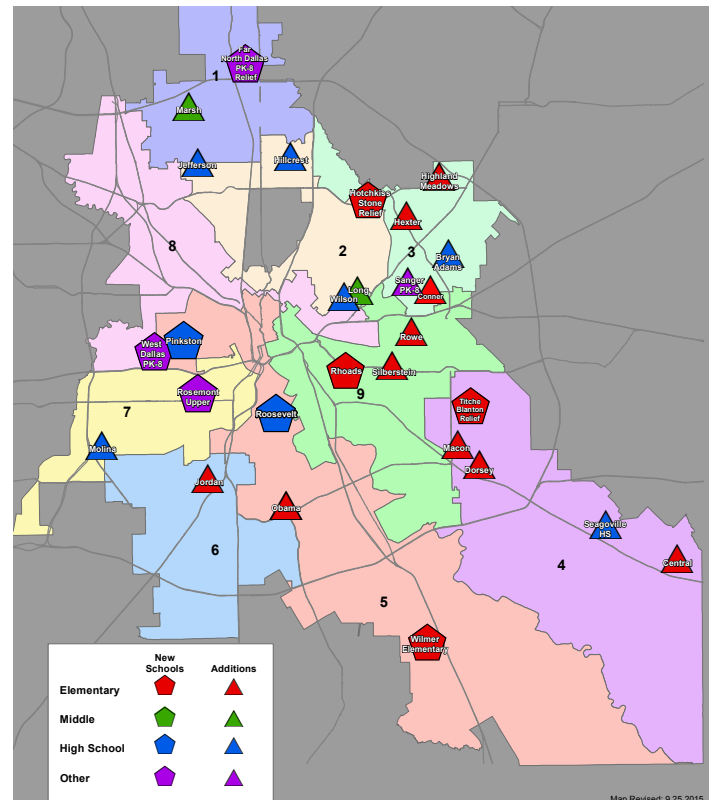 Far
North Dallas
PK-8
Relief
1
Marsh
Jefferson
Hillcrest
Highland
Meadows
Hotchkiss
Stone
Relief
Hexter
8
2
3
Bryan
Adams
Sanger
PK-8
Conner
Long
Wilson
Pinkston
West
Dallas
PK-8
Rowe
Rhoads
Silberstein
9
Rosemont
Upper
7
Roosevelt
Titche
Blanton
Relief
Molina
Macon
Dorsey
Jordan
Obama
Seagoville
HS
6
4
Central
5
Wilmer
Elementary
New
Schools
Additions
Elementary
Middle
High School
Other
Map Revised: 9.25.2015